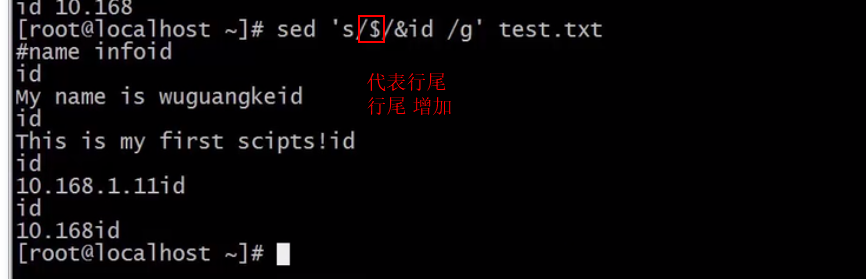 id 10.168
[root@localhost ~]# sed 's/$/&id /g' test.txt
#name infoid
id
My name is wuguangkeid
id
This is my first scipts!id
id
10.168.1.11id
id
10.168id
[root@localhost ~]#
代表行尾
行尾 增加